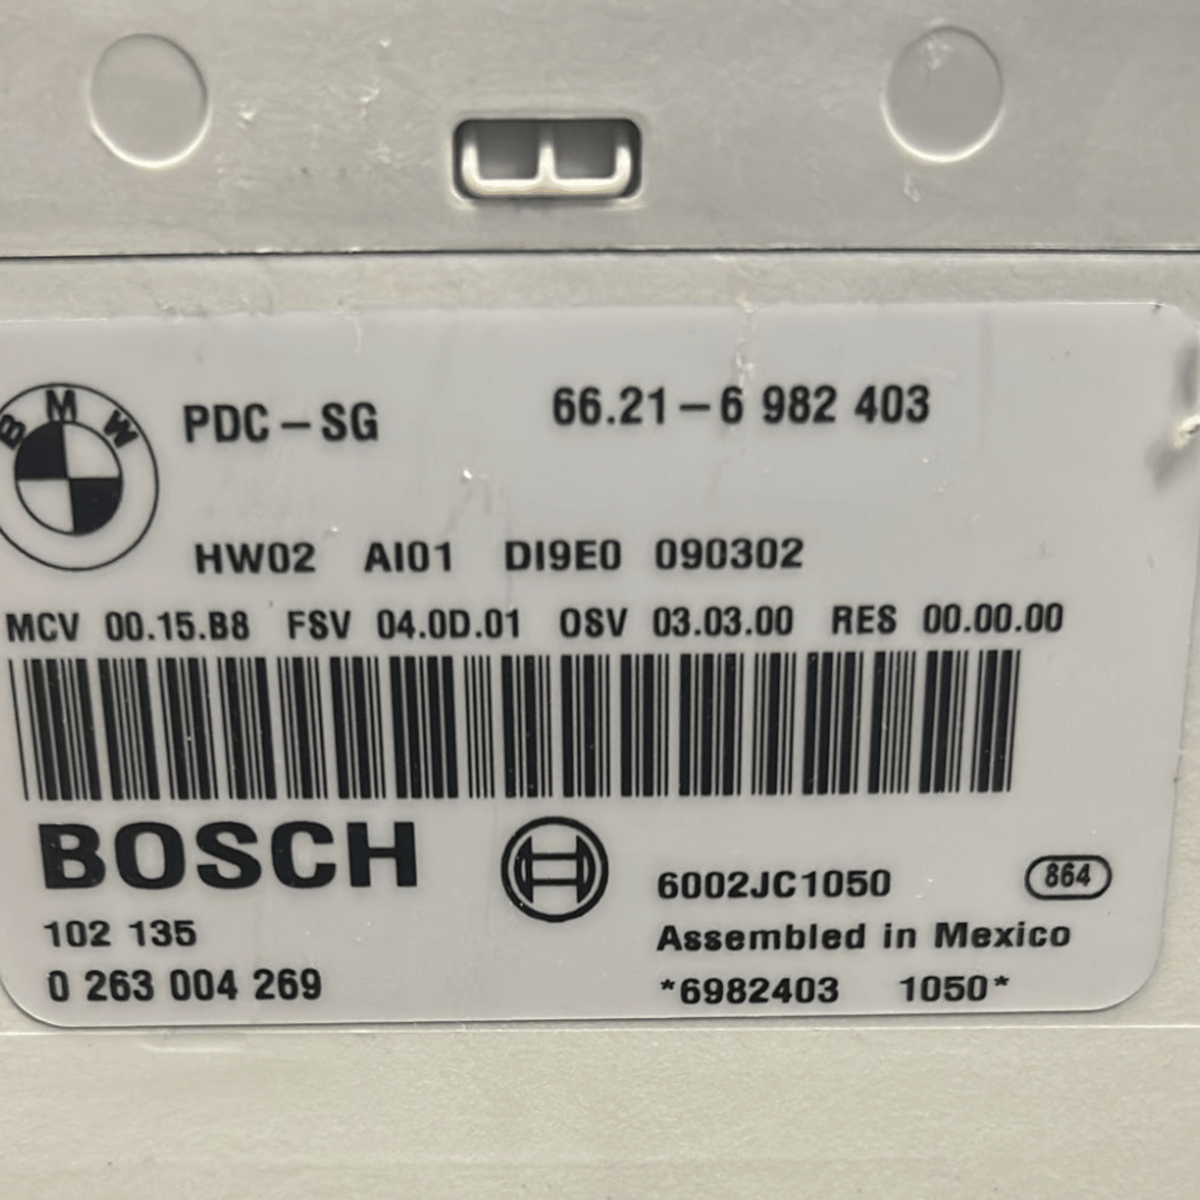 BMW
PDC-SG 66.21-6 982 403
HW02 AI01 DI9E0 090302
MCV 00.15.B8 FSV 04.0D.01 OSV 03.03.00 RES 00.00.00
BOSCH
6002JC1050 864
102 135 Assembled in Mexico
0 263 004 269 *6982403 1050*